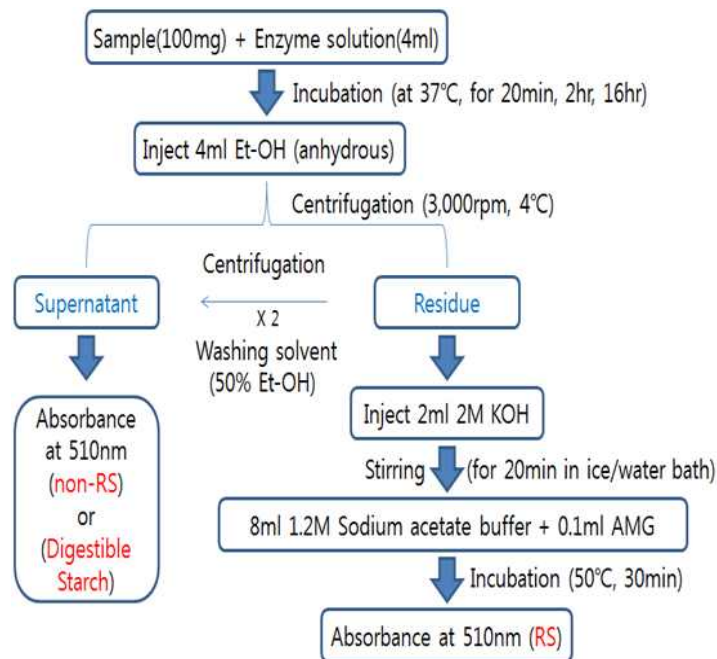 Sample(100mg) + Enzyme solution(4ml)
Incubation (at 37℃, for 20min, 2hr, 16hr)
Inject 4ml Et-OH (anhydrous)
Centrifugation (3,000rpm, 4℃)
Centrifugation
Supernatant
Residue
X 2
Washing solvent
(50% Et-OH)
Absorbance
at 510nm
(non-RS)
or
(Digestible
Starch)
Inject 2ml 2M KOH
Stirring (for 20min in ice/water bath)
8ml 1.2M Sodium acetate buffer + 0.1ml AMG
Incubation (50℃, 30min)
Absorbance at 510nm (RS)